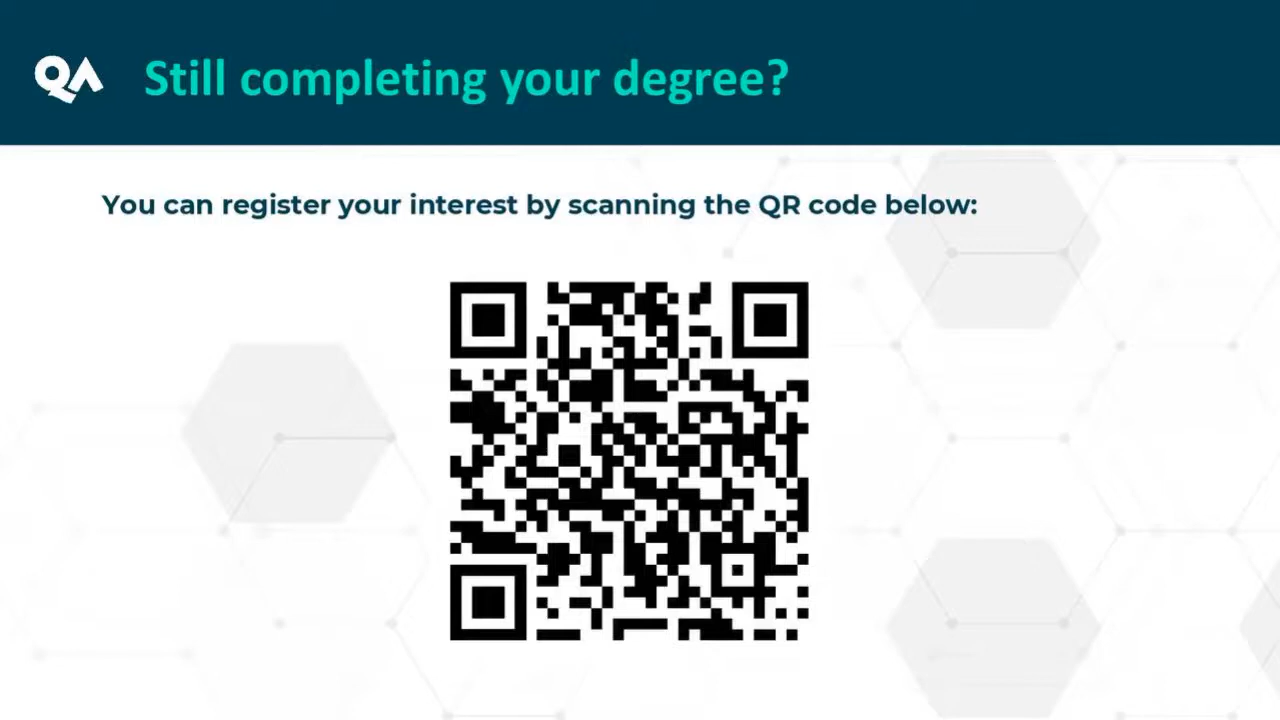 QA
Still completing your degree?
You can register your interest by scanning the QR code below: